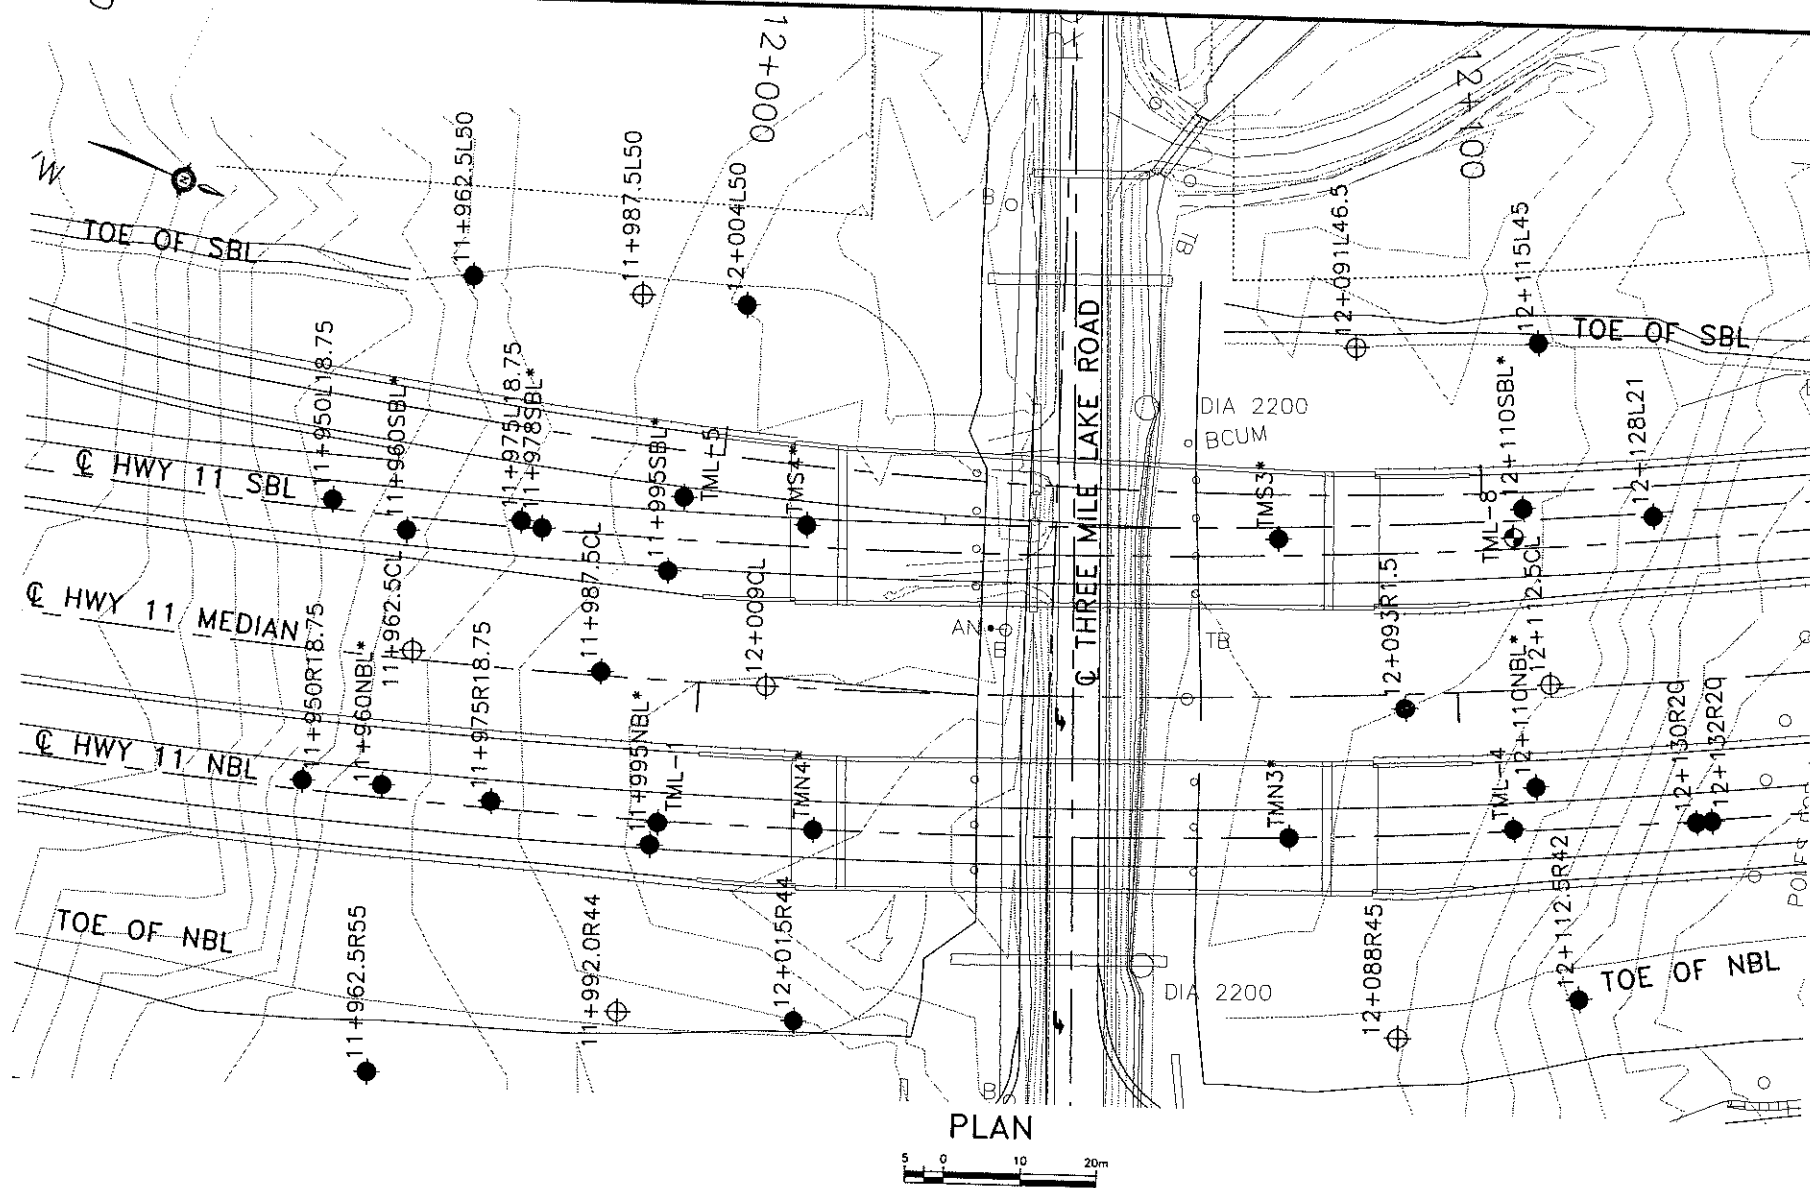 12+000
12+100
'W
TOE OF SBL
11+962.5L50
11+987.5L50
12+004L50
B
TB
12+091L46.5
12+115L45
TOE OF SBL
11+950L18.75
11+960SBL*
11+975L18.75
11+978SBL*
11+995SBL*
TML-5
TMS4*
DIA 2200
BCUM
TMS3*
TML-8
12+110SBL*
12+128L21
℄ HWY 11 SBL
℄ THREE MILE LAKE ROAD
℄ HWY 11 MEDIAN
11+962.5CL
11+987.5CL
12+009CL
AN
B
TB
12+093R1.5
12+112.5CL
11+950R18.75
11+960NBL*
11+975R18.75
11+995NBL*
TML-1
TMN4*
TMN3*
TML-4
12+110NBL*
12+130R20
12+132R20
℄ HWY 11 NBL
TOE OF NBL
11+962.5R55
11+992.0R44
12+015R44
DIA 2200
12+088R45
12+112.5R42
TOE OF NBL
B
PLAN
5 0 10 20m